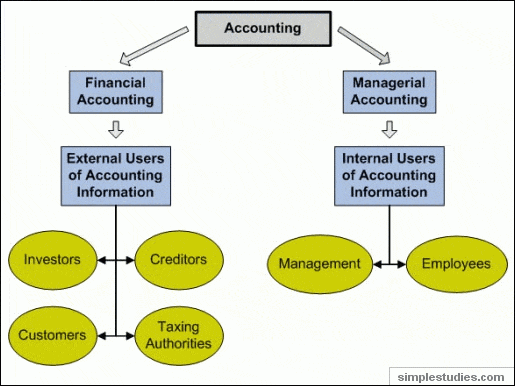 Accounting
Financial
Accounting
Managerial
Accounting
External Users
of Accounting
Information
Internal Users
of Accounting
Information
Investors
Creditors
Management
Employees
Customers
Taxing
Authorities
simplestudies.com